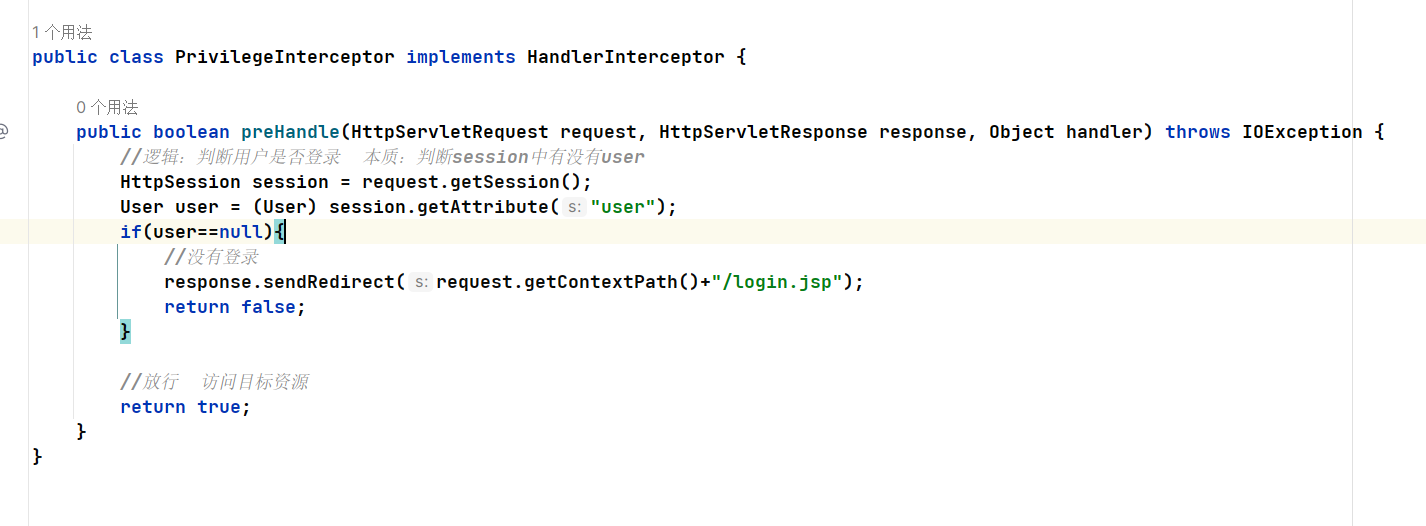 1 个用法
public class PrivilegeInterceptor implements HandlerInterceptor {
0 个用法
@
public boolean preHandle(HttpServletRequest request, HttpServletResponse response, Object handler) throws IOException {
//逻辑：判断用户是否登录  本质：判断session中有没有user
HttpSession session = request.getSession();
User user = (User) session.getAttribute( s: "user");
if(user==null){
//没有登录
response.sendRedirect( s: request.getContextPath()+"/login.jsp");
return false;
}
//放行  访问目标资源
return true;
}
}